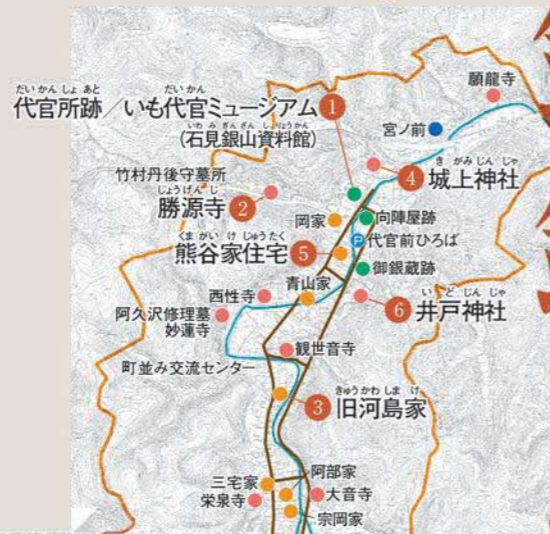 願龍寺
だいかんしょあと だいかん
代官所跡／いも代官ミュージアム 1
いわみぎんざんしりょうかん
(石見銀山資料館)
宮ノ前
竹村丹後守墓所
きがみじんじゃ
4 城上神社
しょうげんじ
勝源寺 2
岡家
向陣屋跡
くまがいけじゅうたく
熊谷家住宅 5
P 代官前ひろば
御銀蔵跡
青山家
西性寺
いどじんじゃ
6 井戸神社
阿久沢修理墓
妙蓮寺
観世音寺
町並み交流センター
きゅうかわしまけ
3 旧河島家
阿部家
三宅家
栄泉寺
大音寺
宗岡家